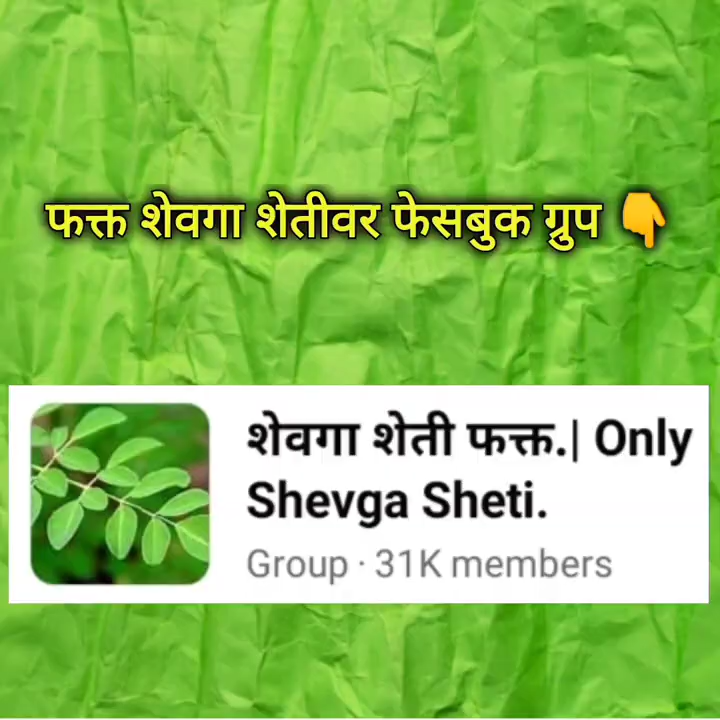 फक्त शेवगा शेतीवर फेसबुक ग्रुप 👇
शेवगा शेती फक्त.| Only
Shevga Sheti.
Group · 31K members